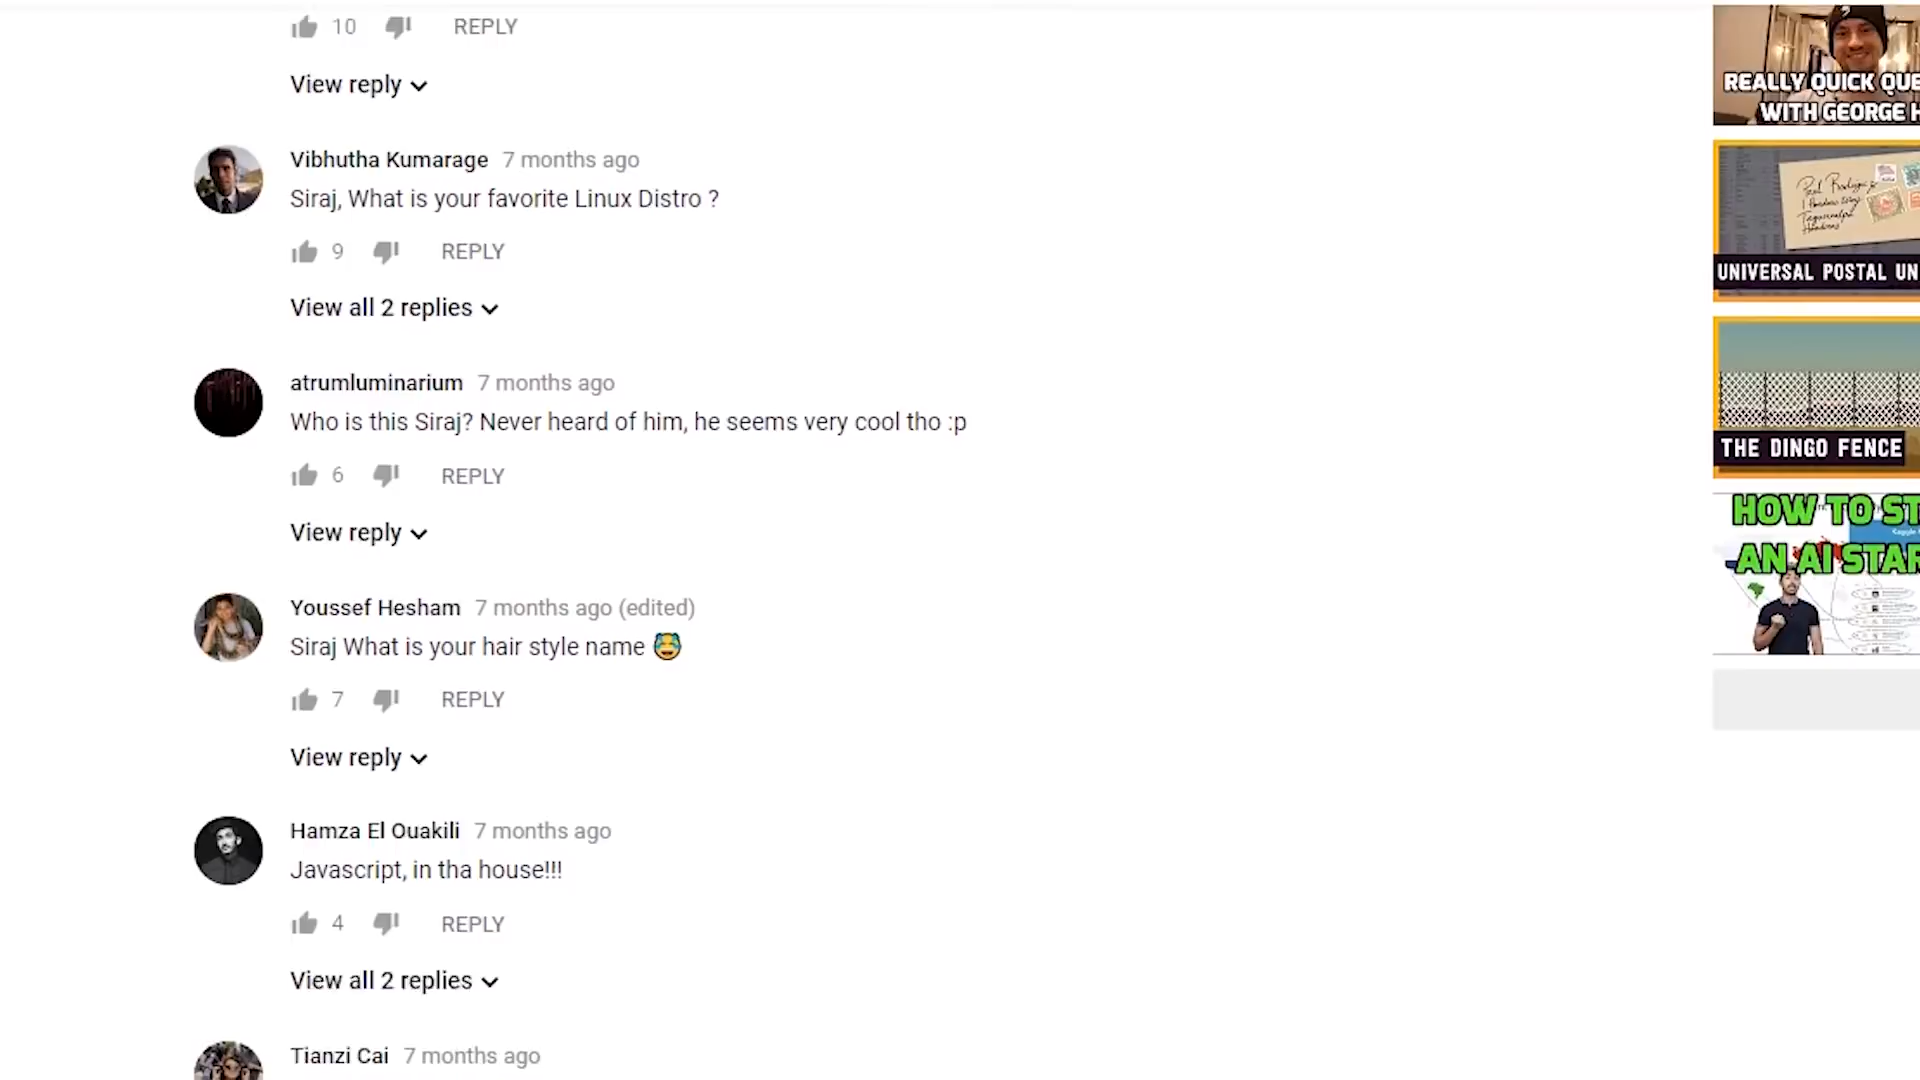 10 REPLY
View reply
Vibhutha Kumarage 7 months ago
Siraj, What is your favorite Linux Distro ?
9 REPLY
View all 2 replies
atrumluminarium 7 months ago
Who is this Siraj? Never heard of him, he seems very cool tho :p
6 REPLY
View reply
Youssef Hesham 7 months ago (edited)
Siraj What is your hair style name 😂
7 REPLY
View reply
Hamza El Ouakili 7 months ago
Javascript, in tha house!!!
4 REPLY
View all 2 replies
Tianzi Cai 7 months ago
REALLY QUICK QUE
WITH GEORGE H
UNIVERSAL POSTAL UN
THE DINGO FENCE
HOW TO ST
AN AI STAR